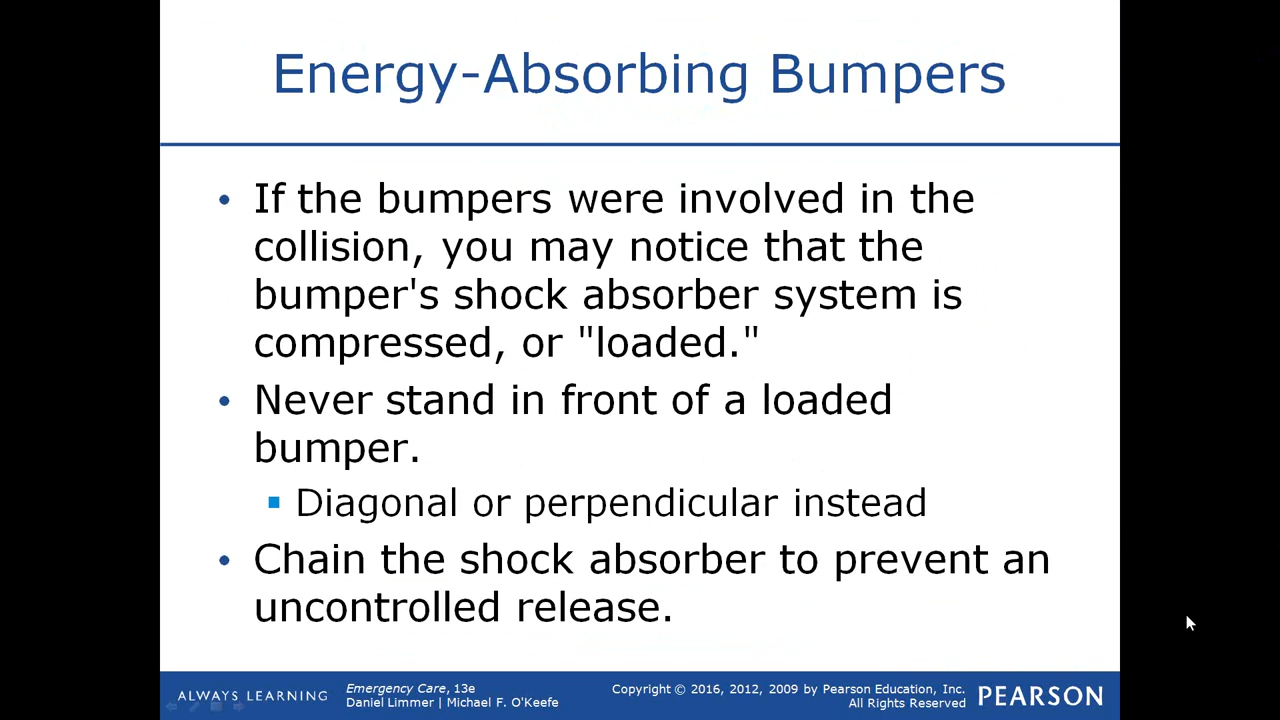 Energy-Absorbing Bumpers
• If the bumpers were involved in the
collision, you may notice that the
bumper's shock absorber system is
compressed, or "loaded."
• Never stand in front of a loaded
bumper.
▪ Diagonal or perpendicular instead
• Chain the shock absorber to prevent an
uncontrolled release.
ALWAYS LEARNING
Emergency Care, 13e
Daniel Limmer | Michael F. O'Keefe
Copyright © 2016, 2012, 2009 by Pearson Education, Inc.
All Rights Reserved
PEARSON